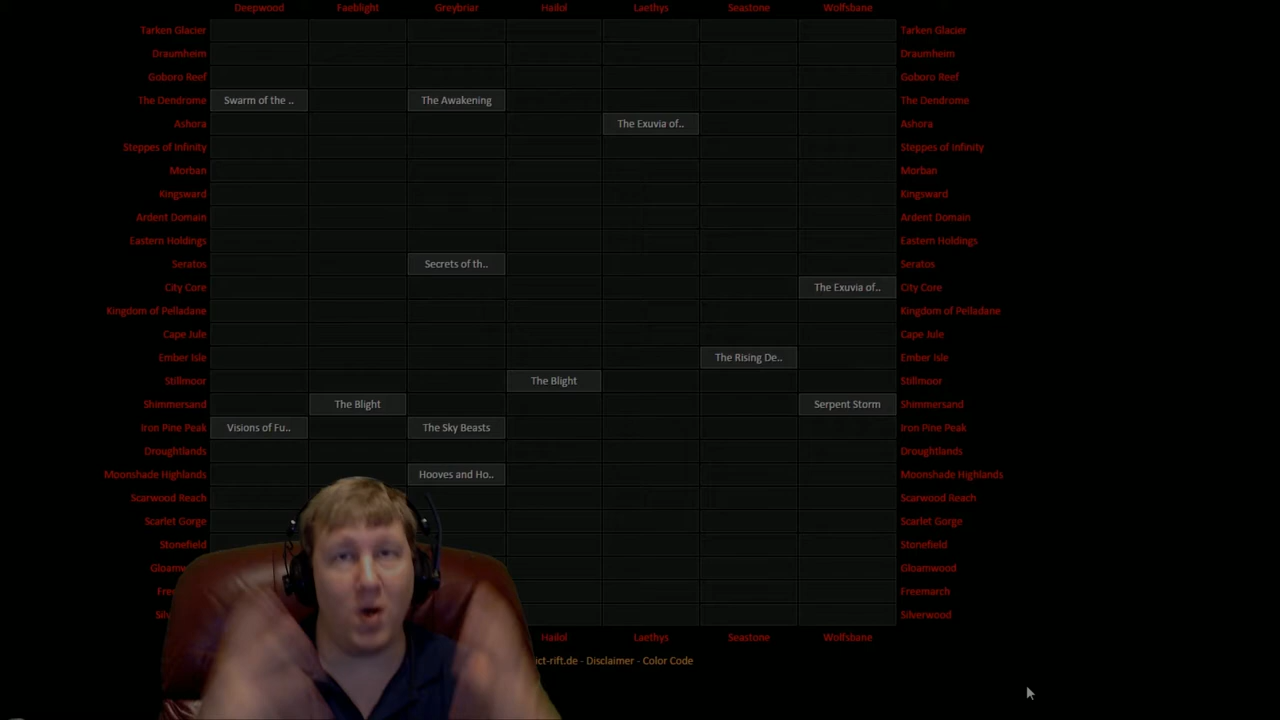 Deepwood Faeblight Greybriar Hailol Laethys Seastone Wolfsbane
Tarken Glacier Tarken Glacier
Draumheim Draumheim
Goboro Reef Goboro Reef
The Dendrome Swarm of the .. The Awakening The Dendrome
Ashora The Exuvia of.. Ashora
Steppes of Infinity Steppes of Infinity
Morban Morban
Kingsward Kingsward
Ardent Domain Ardent Domain
Eastern Holdings Eastern Holdings
Seratos Secrets of th.. Seratos
City Core The Exuvia of.. City Core
Kingdom of Pelladane Kingdom of Pelladane
Cape Jule Cape Jule
Ember Isle The Rising De.. Ember Isle
Stillmoor The Blight Stillmoor
Shimmersand The Blight Serpent Storm Shimmersand
Iron Pine Peak Visions of Fu.. The Sky Beasts Iron Pine Peak
Droughtlands Droughtlands
Moonshade Highlands Hooves and Ho.. Moonshade Highlands
Scarwood Reach Scarwood Reach
Scarlet Gorge Scarlet Gorge
Stonefield Stonefield
Gloamwood
Freemarch
Silverwood
Hailol Laethys Seastone Wolfsbane
ict-rift.de - Disclaimer - Color Code